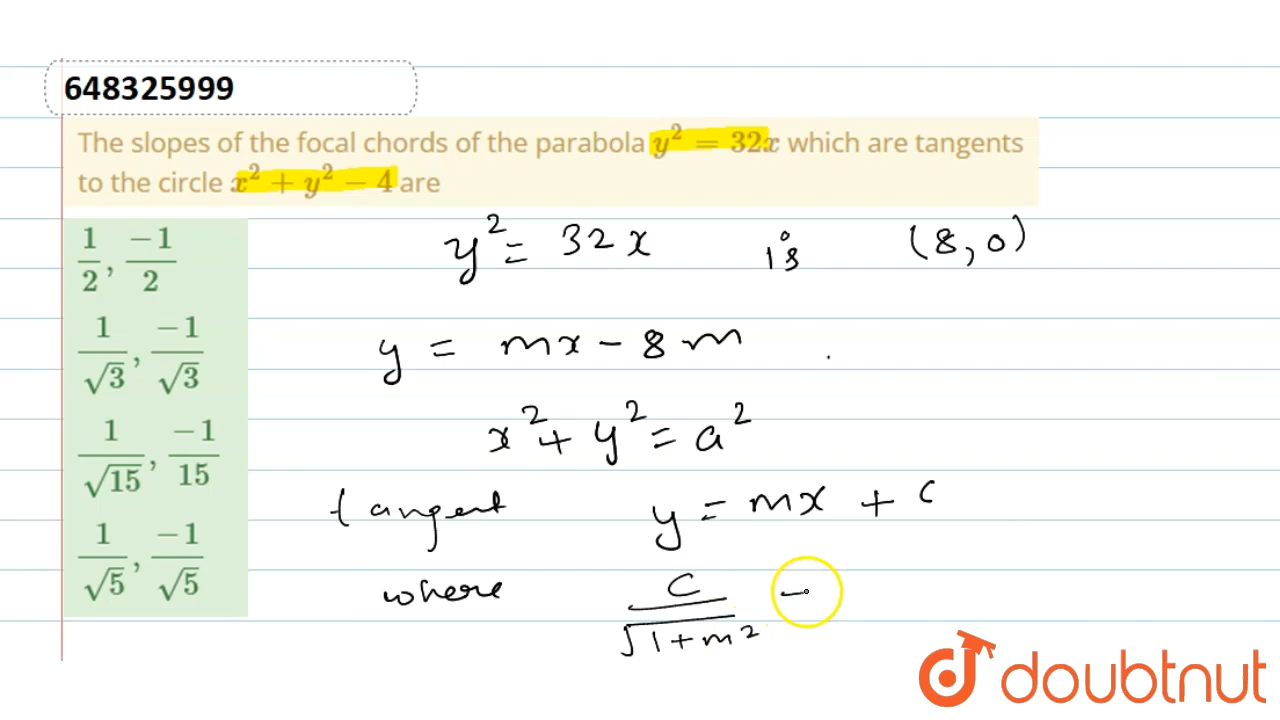 648325999
The slopes of the focal chords of the parabola y² = 32x which are tangents
to the circle x² + y² − 4 are
1/2, −1/2
1/√3, −1/√3
1/√15, −1/15
1/√5, −1/√5
y² = 32x is (8,0)
y = mx − 8m
x² + y² = a²
tangent y = mx + c
where c/√1+m² −
doubtnut